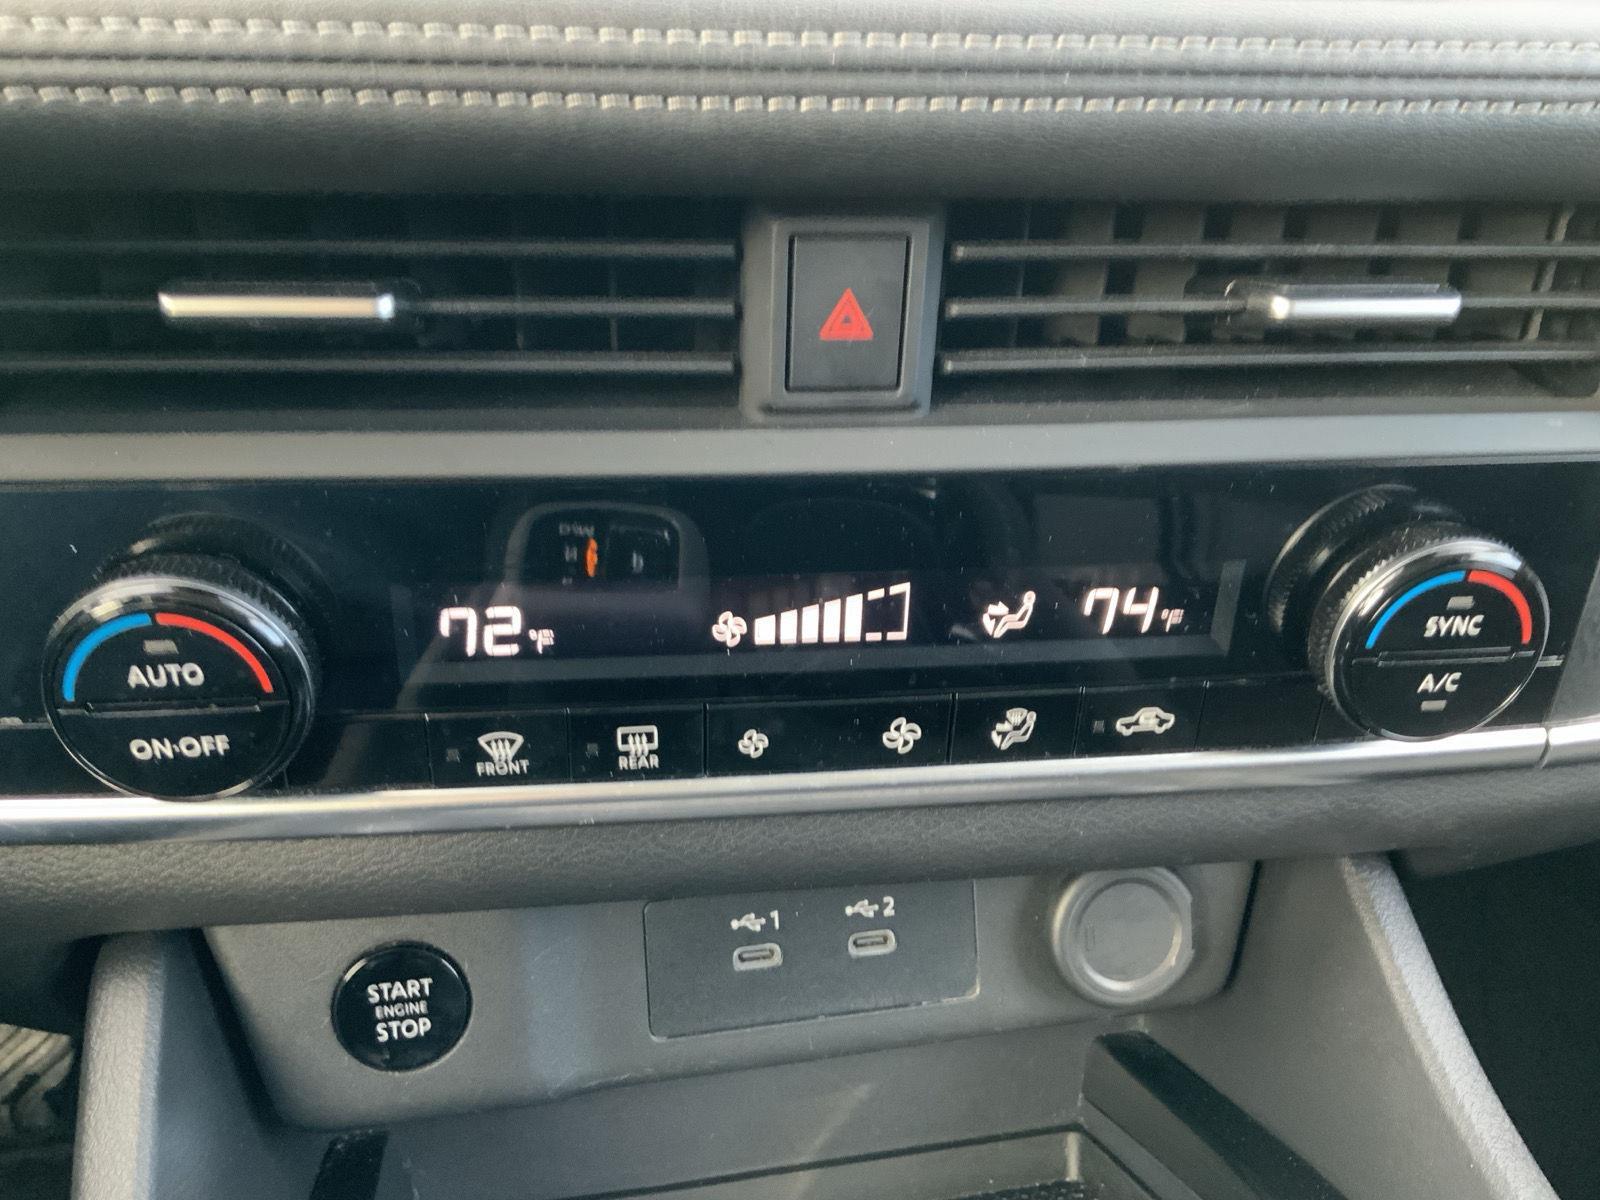 72°F
74°F
AUTO
ON·OFF
SYNC
A/C
FRONT
REAR
1
2
START
ENGINE
STOP